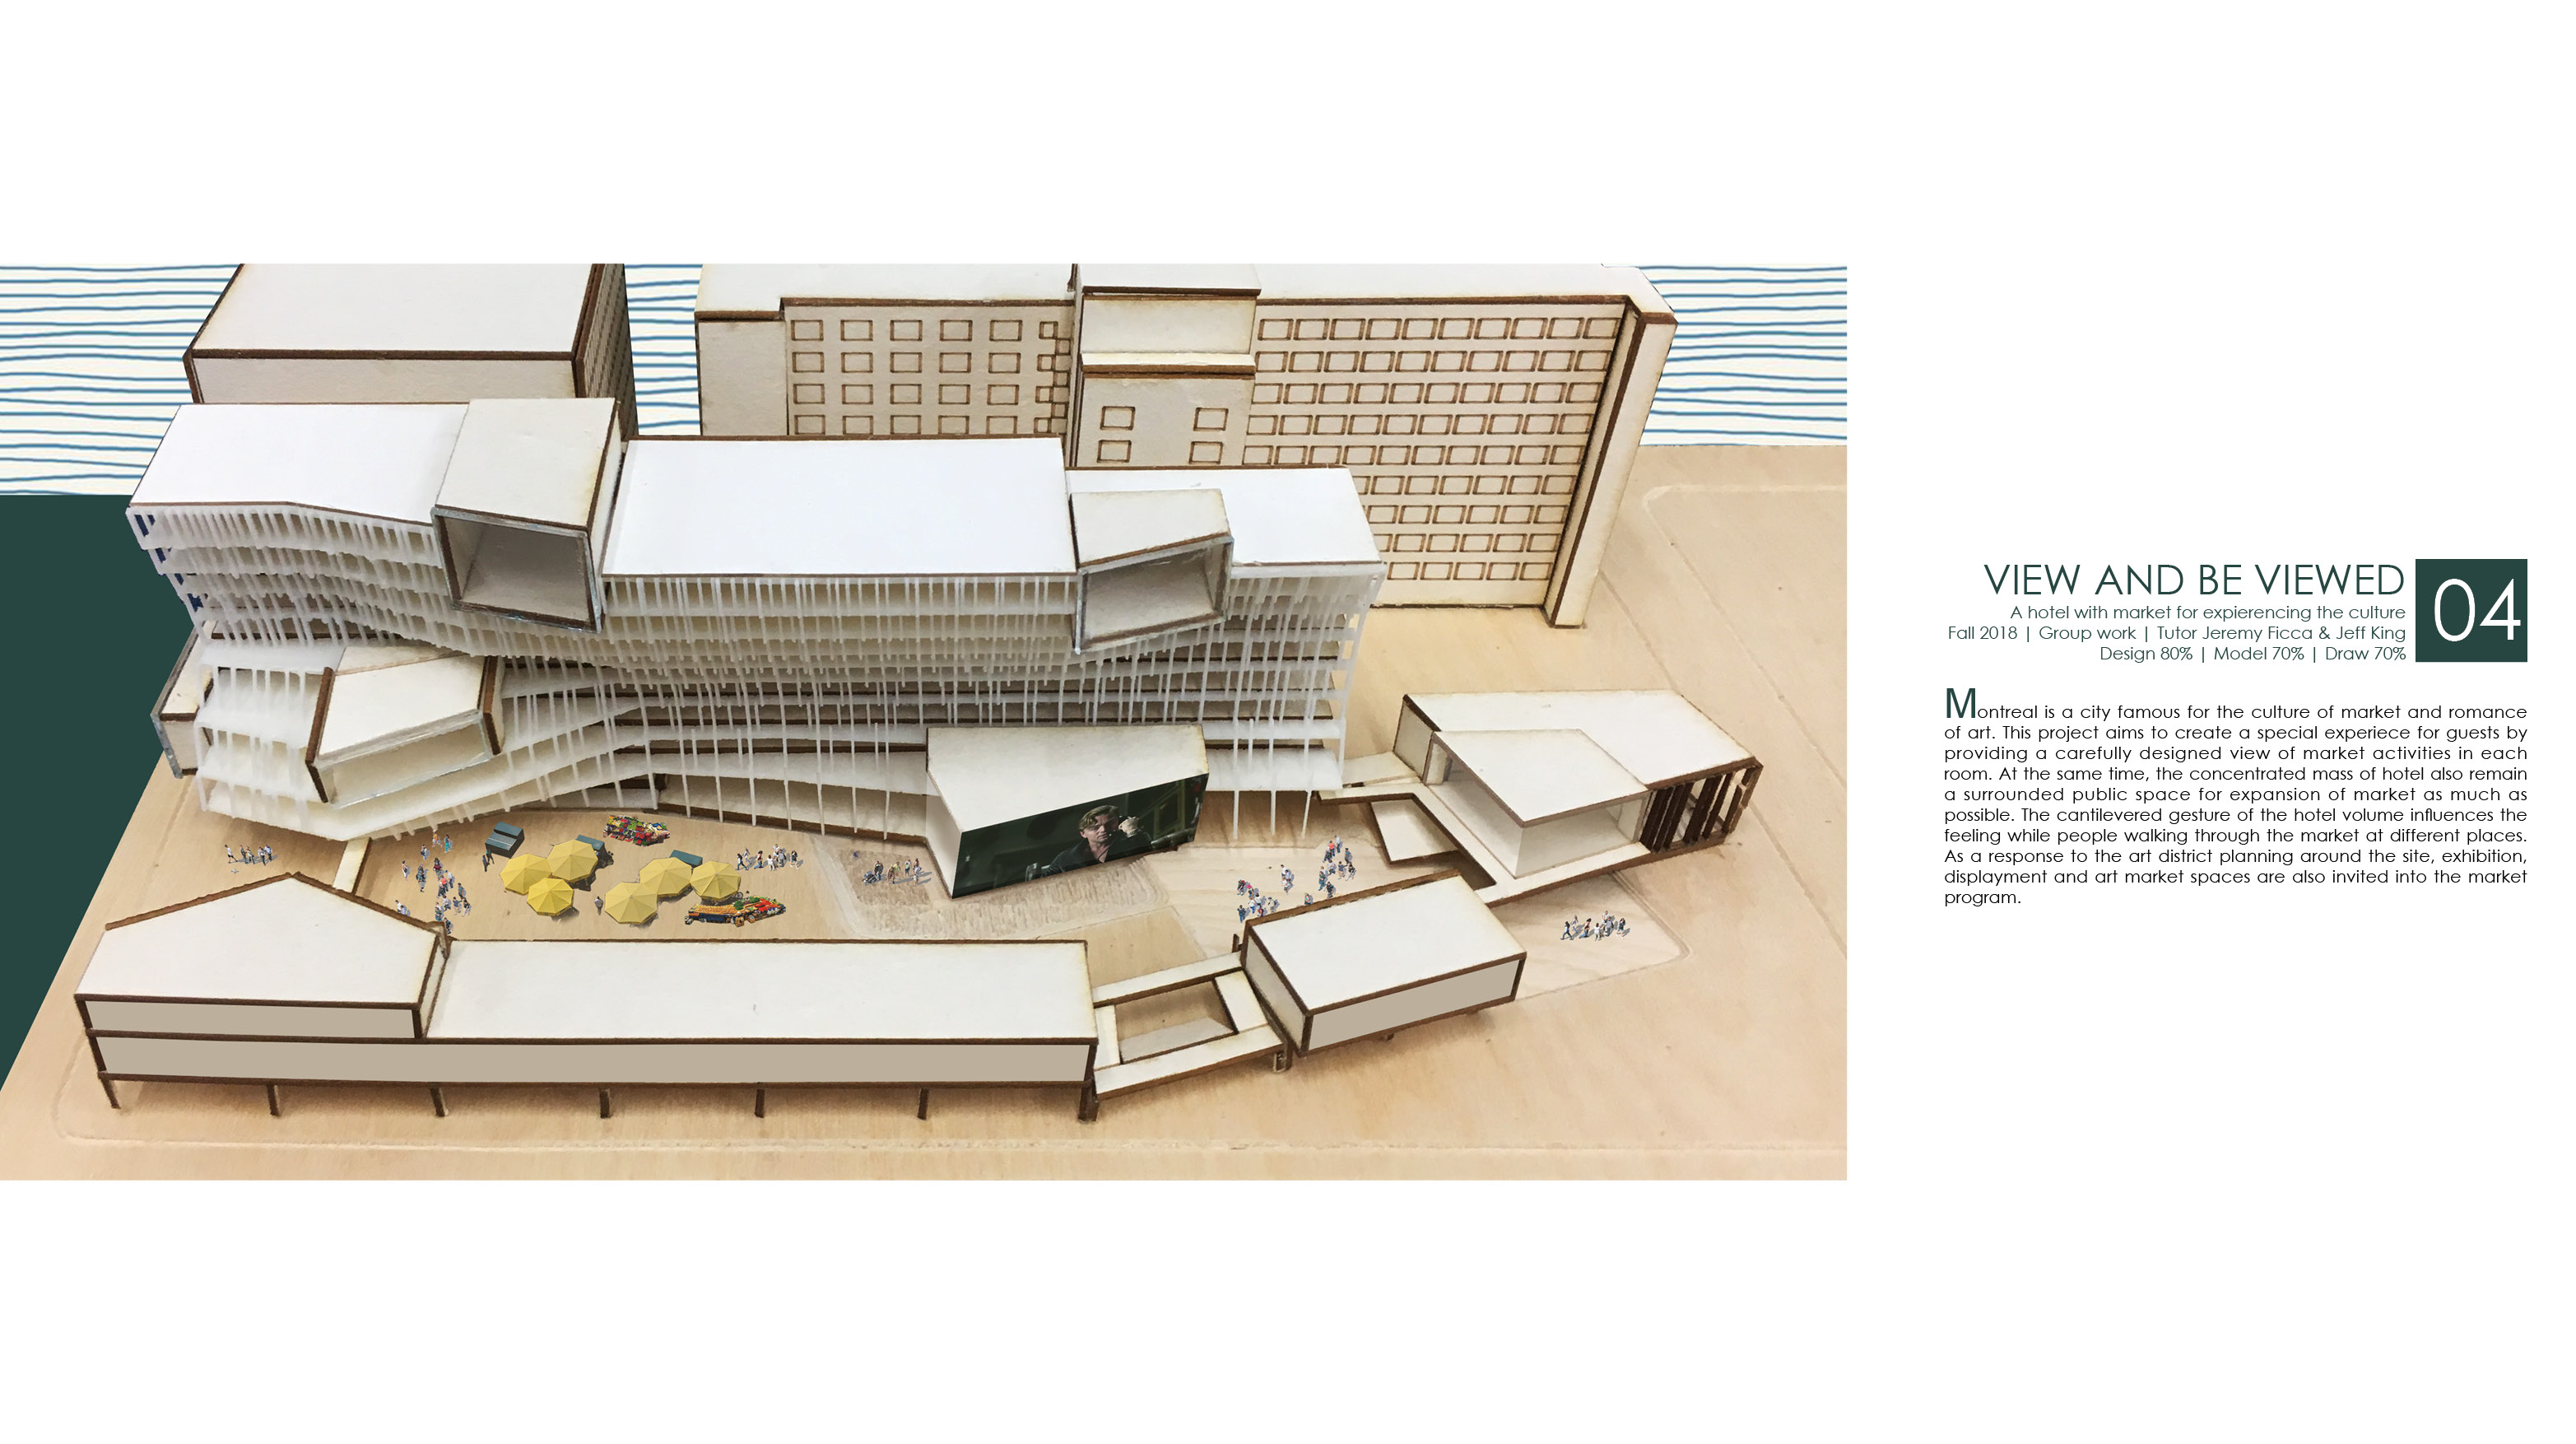 VIEW AND BE VIEWED
04
A hotel with market for expierencing the culture
Fall 2018 | Group work | Tutor Jeremy Ficca & Jeff King
Design 80% | Model 70% | Draw 70%
Montreal is a city famous for the culture of market and romance
of art. This project aims to create a special experiece for guests by
providing a carefully designed view of market activities in each
room. At the same time, the concentrated mass of hotel also remain
a surrounded public space for expansion of market as much as
possible. The cantilevered gesture of the hotel volume influences the
feeling while people walking through the market at different places.
As a response to the art district planning around the site, exhibition,
displayment and art market spaces are also invited into the market
program.